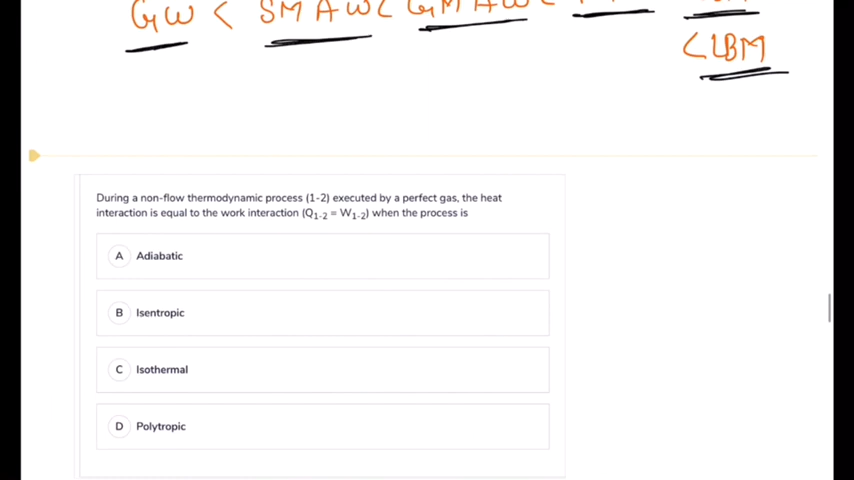 GW < SMAW < GMAW <
< LBM
During a non-flow thermodynamic process (1-2) executed by a perfect gas, the heat
interaction is equal to the work interaction (Q1-2 = W1-2) when the process is
A Adiabatic
B Isentropic
C Isothermal
D Polytropic